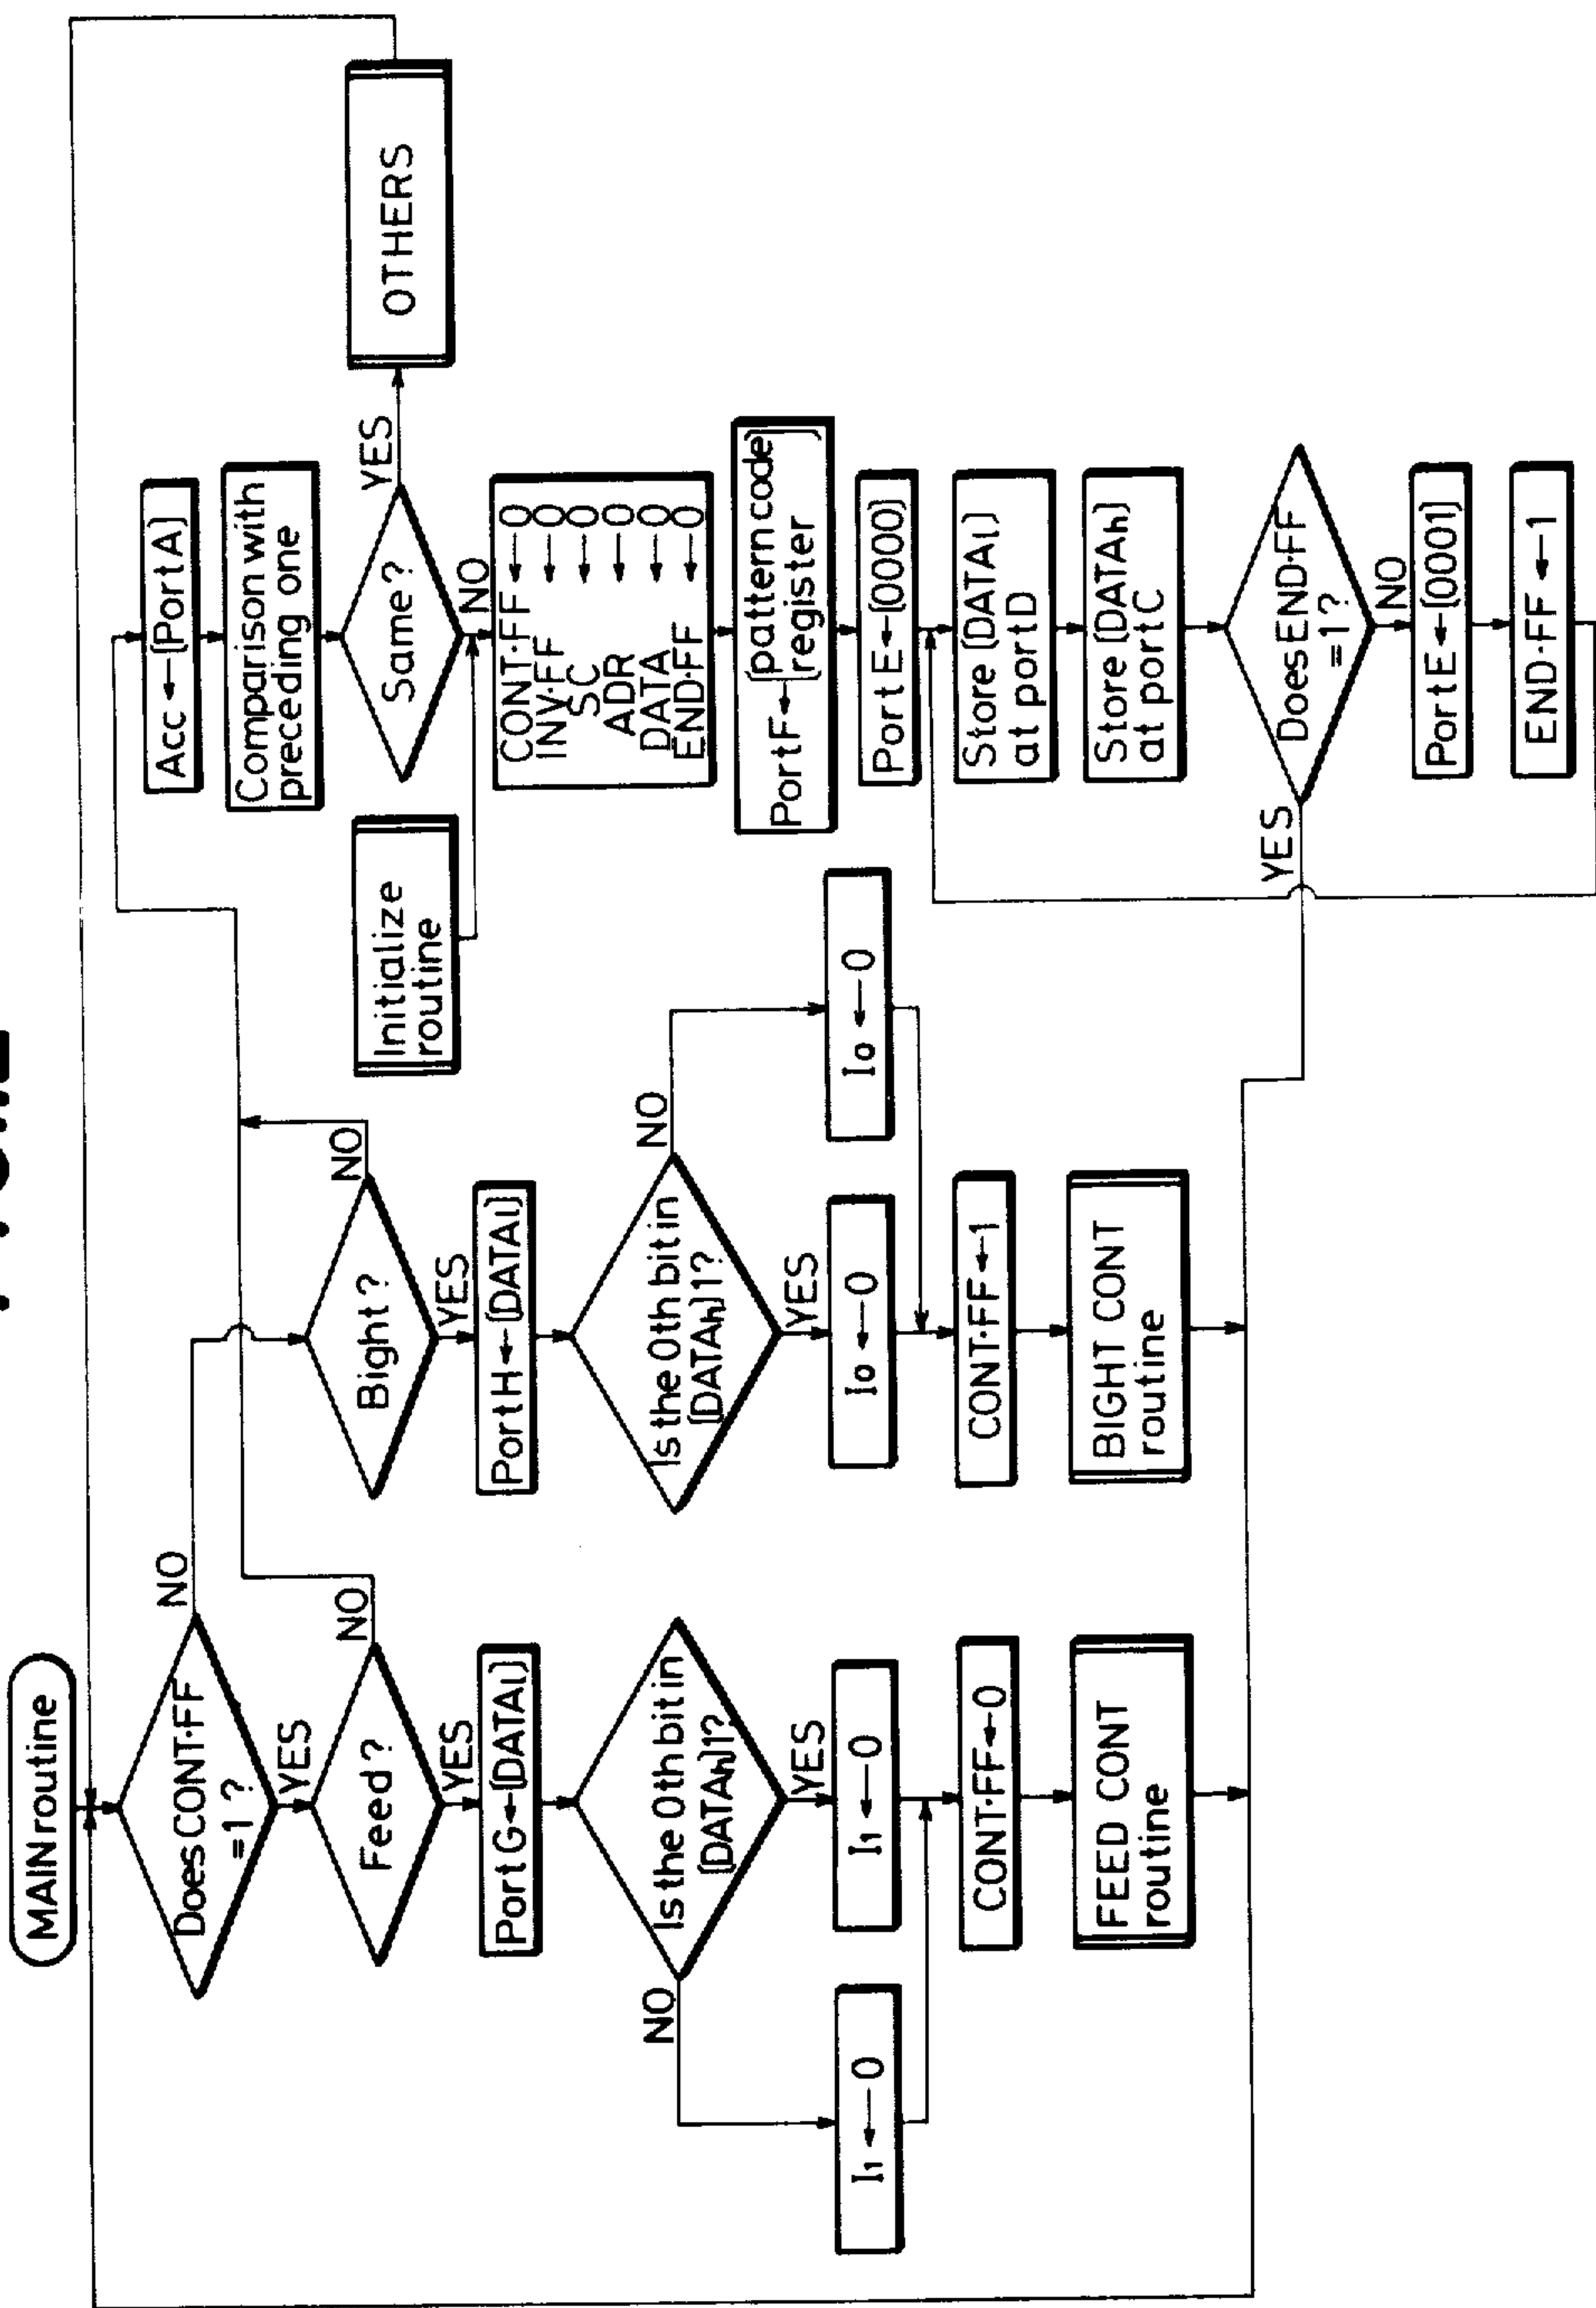 MAIN routine
Does CONT·FF
=1 ?
NO
YES
Feed ?
NO
YES
Port G←[DATAl]
Is the 0th bit in
[DATAh]1?
NO
YES
I1←0
I1←0
CONT·FF←0
FEED CONT
routine
Bight ?
NO
YES
Port H←[DATAl]
Is the 0th bit in
[DATAh]1?
NO
YES
I0←0
I0←0
CONT·FF←1
BIGHT CONT
routine
Initialize
routine
Acc←[Port A]
Comparison with
preceding one
Same ?
YES
NO
OTHERS
CONT·FF←0
INV·FF←0
SC←0
ADR←0
DATA←0
END·FF←0
Port F←[pattern code
register]
Port E←[0000]
Store [DATAl]
at port D
Store [DATAh]
at port C
Does END·FF
=1 ?
YES
NO
Port E←[0001]
END·FF←1